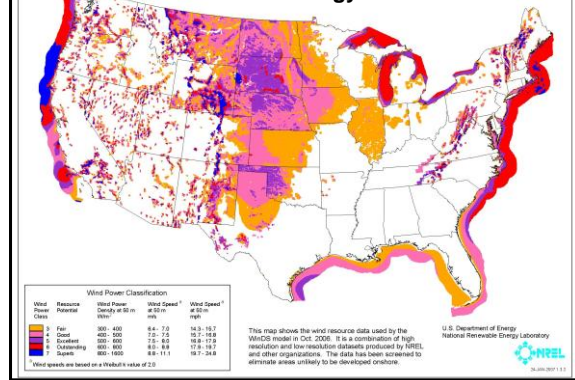 Wind Power Classification
Wind Power Class
Resource Potential
Wind Power Density at 50 m W/m²
Wind Speed ᵃ at 50 m m/s
Wind Speed ᵃ at 50 m mph
3 Fair 300 - 400 6.4 - 7.0 14.3 - 15.7
4 Good 400 - 500 7.0 - 7.5 15.7 - 16.8
5 Excellent 500 - 600 7.5 - 8.0 16.8 - 17.9
6 Outstanding 600 - 800 8.0 - 8.8 17.9 - 19.7
7 Superb 800 - 1600 8.8 - 11.1 19.7 - 24.8
ᵃ Wind speeds are based on a Weibull k value of 2.0
This map shows the wind resource data used by the
WinDS model in Oct. 2006. It is a combination of high
resolution and low resolution datasets produced by NREL
and other organizations. The data has been screened to
eliminate areas unlikely to be developed onshore.
U.S. Department of Energy
National Renewable Energy Laboratory
NREL